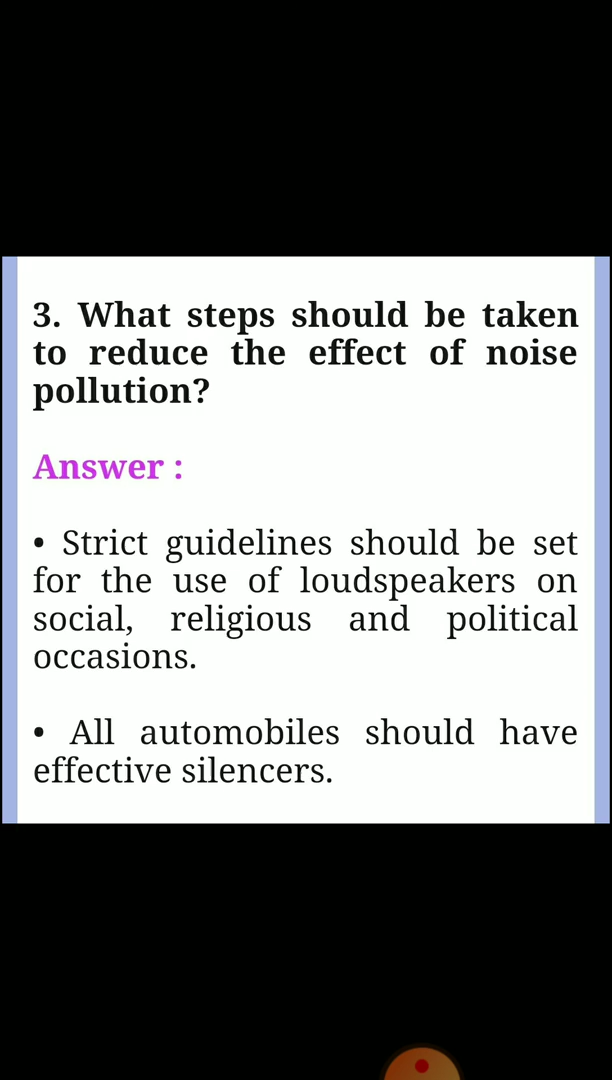 3. What steps should be taken
to reduce the effect of noise
pollution?
Answer :
• Strict guidelines should be set
for the use of loudspeakers on
social, religious and political
occasions.
• All automobiles should have
effective silencers.